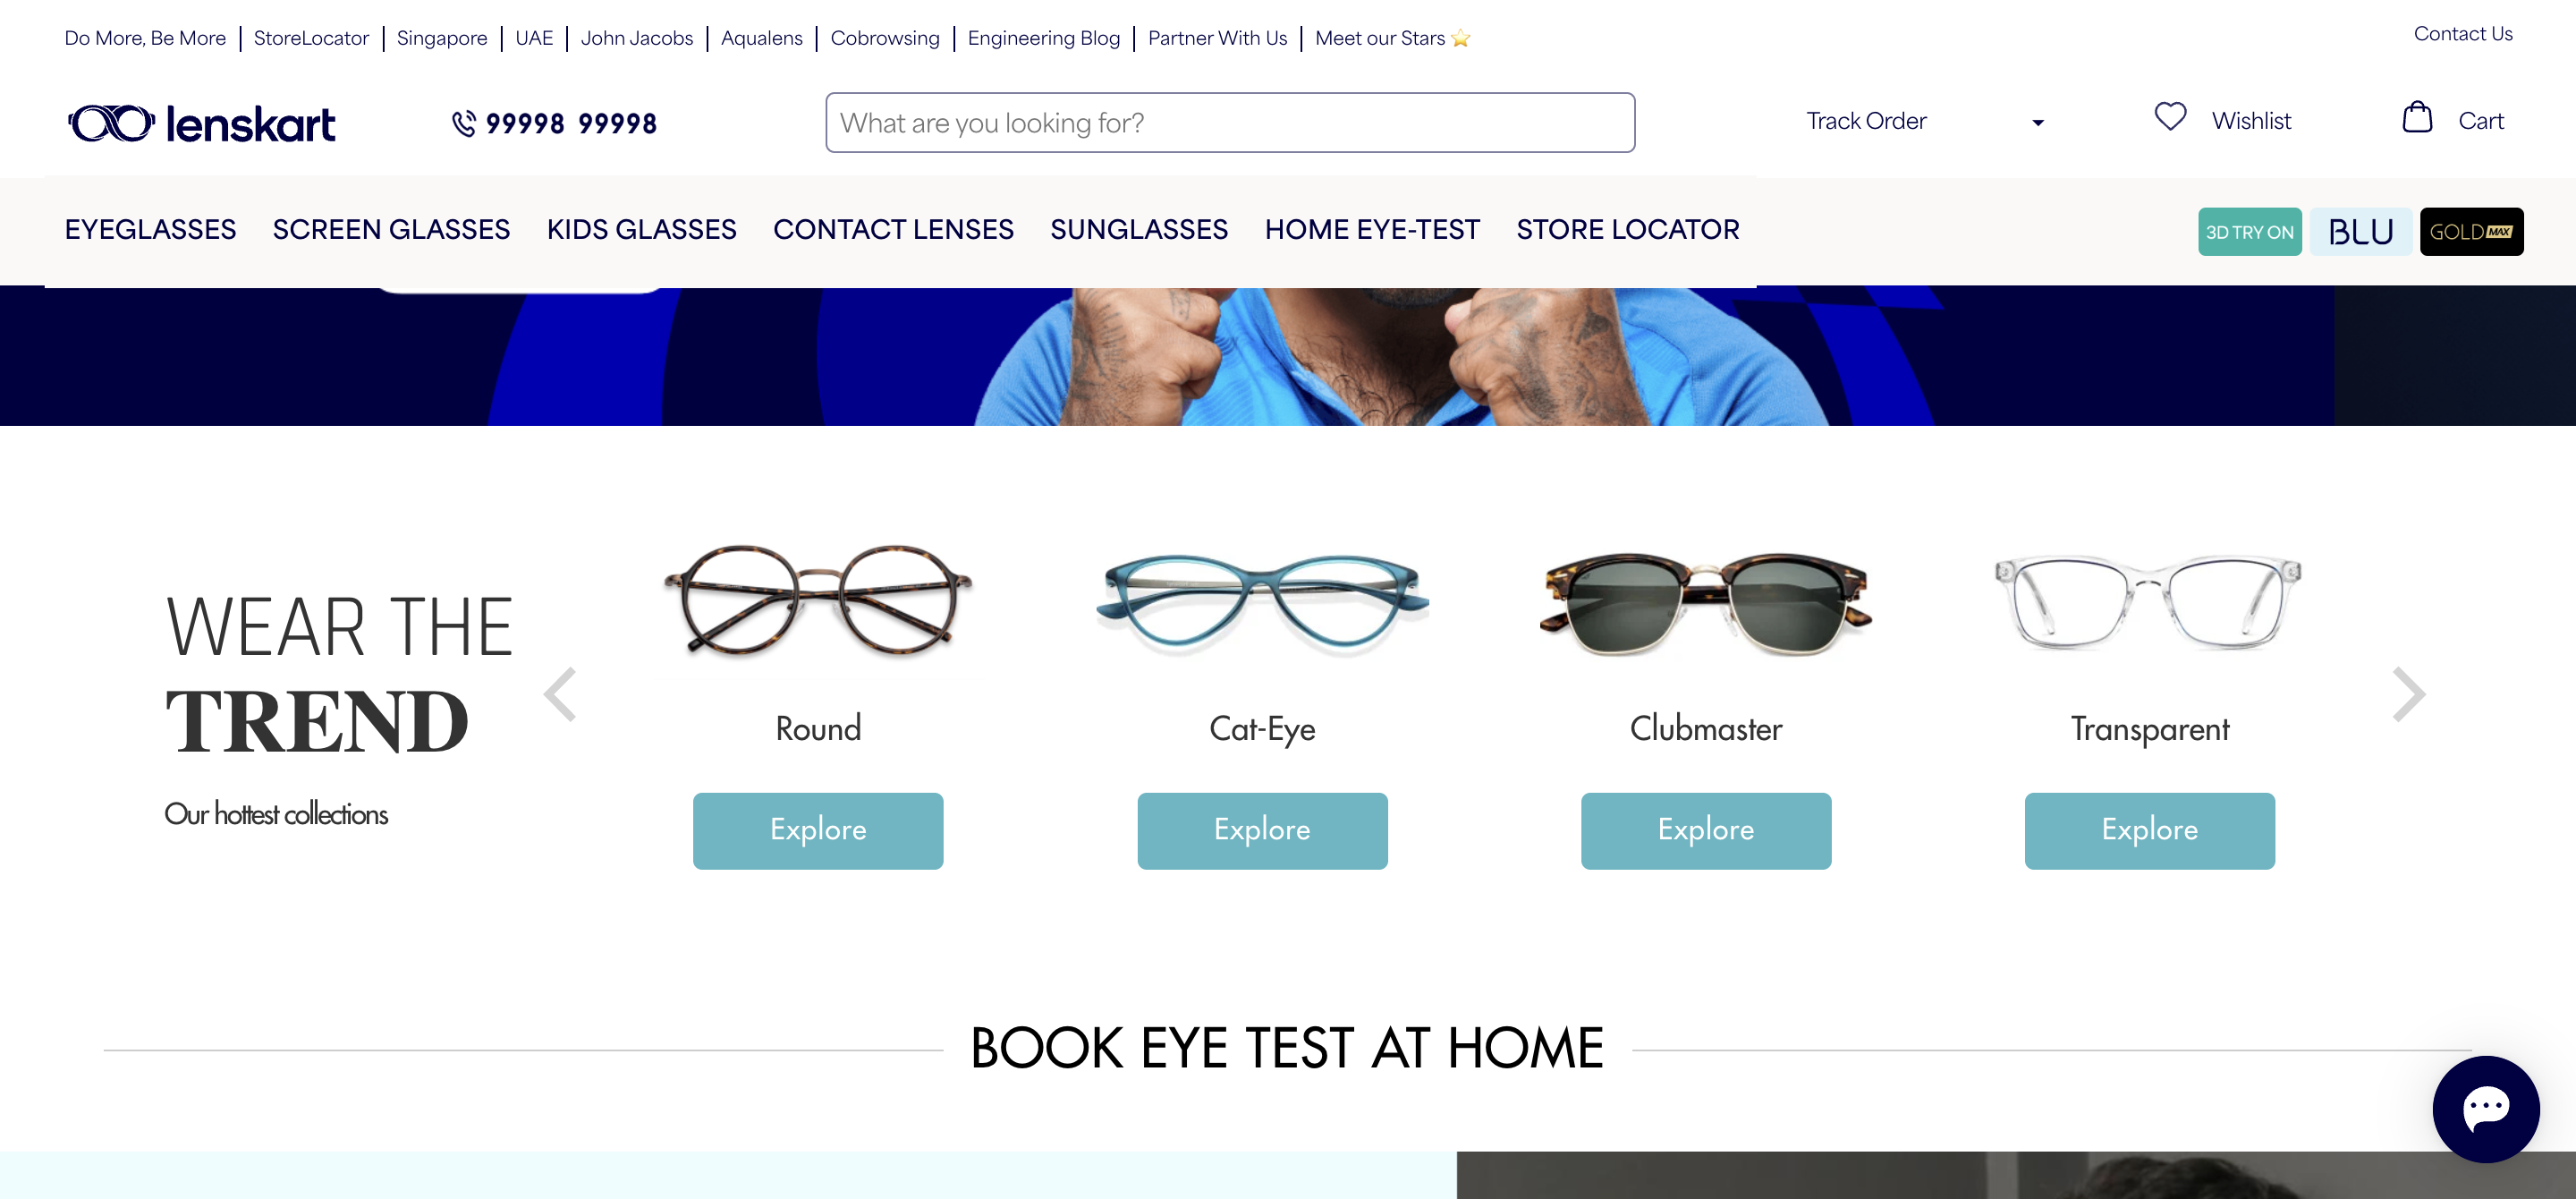 Do More, Be More | StoreLocator | Singapore | UAE | John Jacobs | Aqualens | Cobrowsing | Engineering Blog | Partner With Us | Meet our Stars ⭐
Contact Us
lenskart
99998 99998
What are you looking for?
Track Order
Wishlist
Cart
EYEGLASSES SCREEN GLASSES KIDS GLASSES CONTACT LENSES SUNGLASSES HOME EYE-TEST STORE LOCATOR
3D TRY ON
BLU
GOLD MAX
WEAR THE
TREND
Our hottest collections
Round
Cat-Eye
Clubmaster
Transparent
Explore
Explore
Explore
Explore
BOOK EYE TEST AT HOME